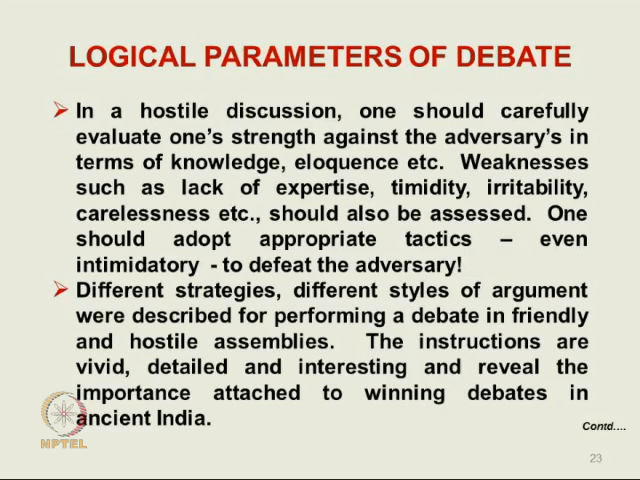 LOGICAL PARAMETERS OF DEBATE
In a hostile discussion, one should carefully
evaluate one's strength against the adversary's in
terms of knowledge, eloquence etc. Weaknesses
such as lack of expertise, timidity, irritability,
carelessness etc., should also be assessed. One
should adopt appropriate tactics – even
intimidatory - to defeat the adversary!
Different strategies, different styles of argument
were described for performing a debate in friendly
and hostile assemblies. The instructions are
vivid, detailed and interesting and reveal the
importance attached to winning debates in
ancient India.
Contd....
NPTEL
23